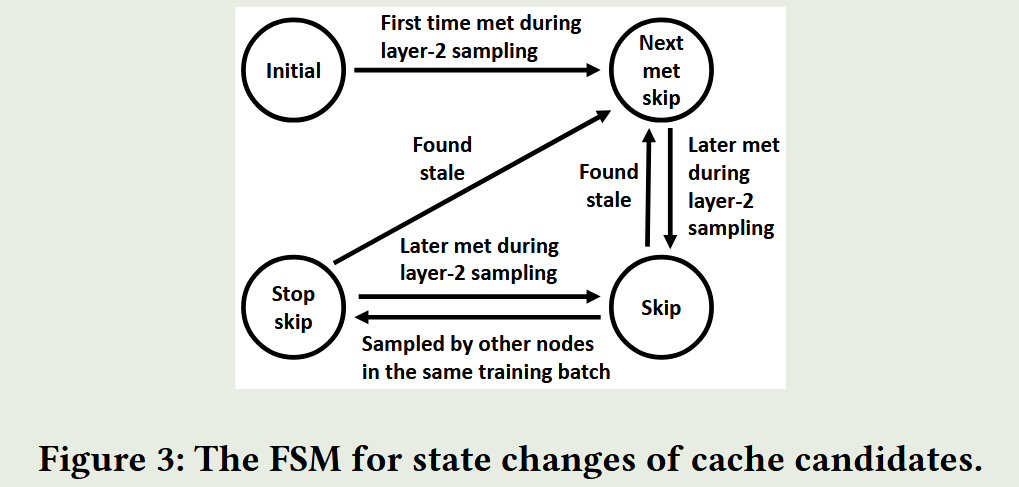 First time met during
layer-2 sampling
Initial
Next
met
skip
Found
stale
Found
stale
Later met
during
layer-2
sampling
Later met during
layer-2 sampling
Stop
skip
Skip
Sampled by other nodes
in the same training batch
Figure 3: The FSM for state changes of cache candidates.